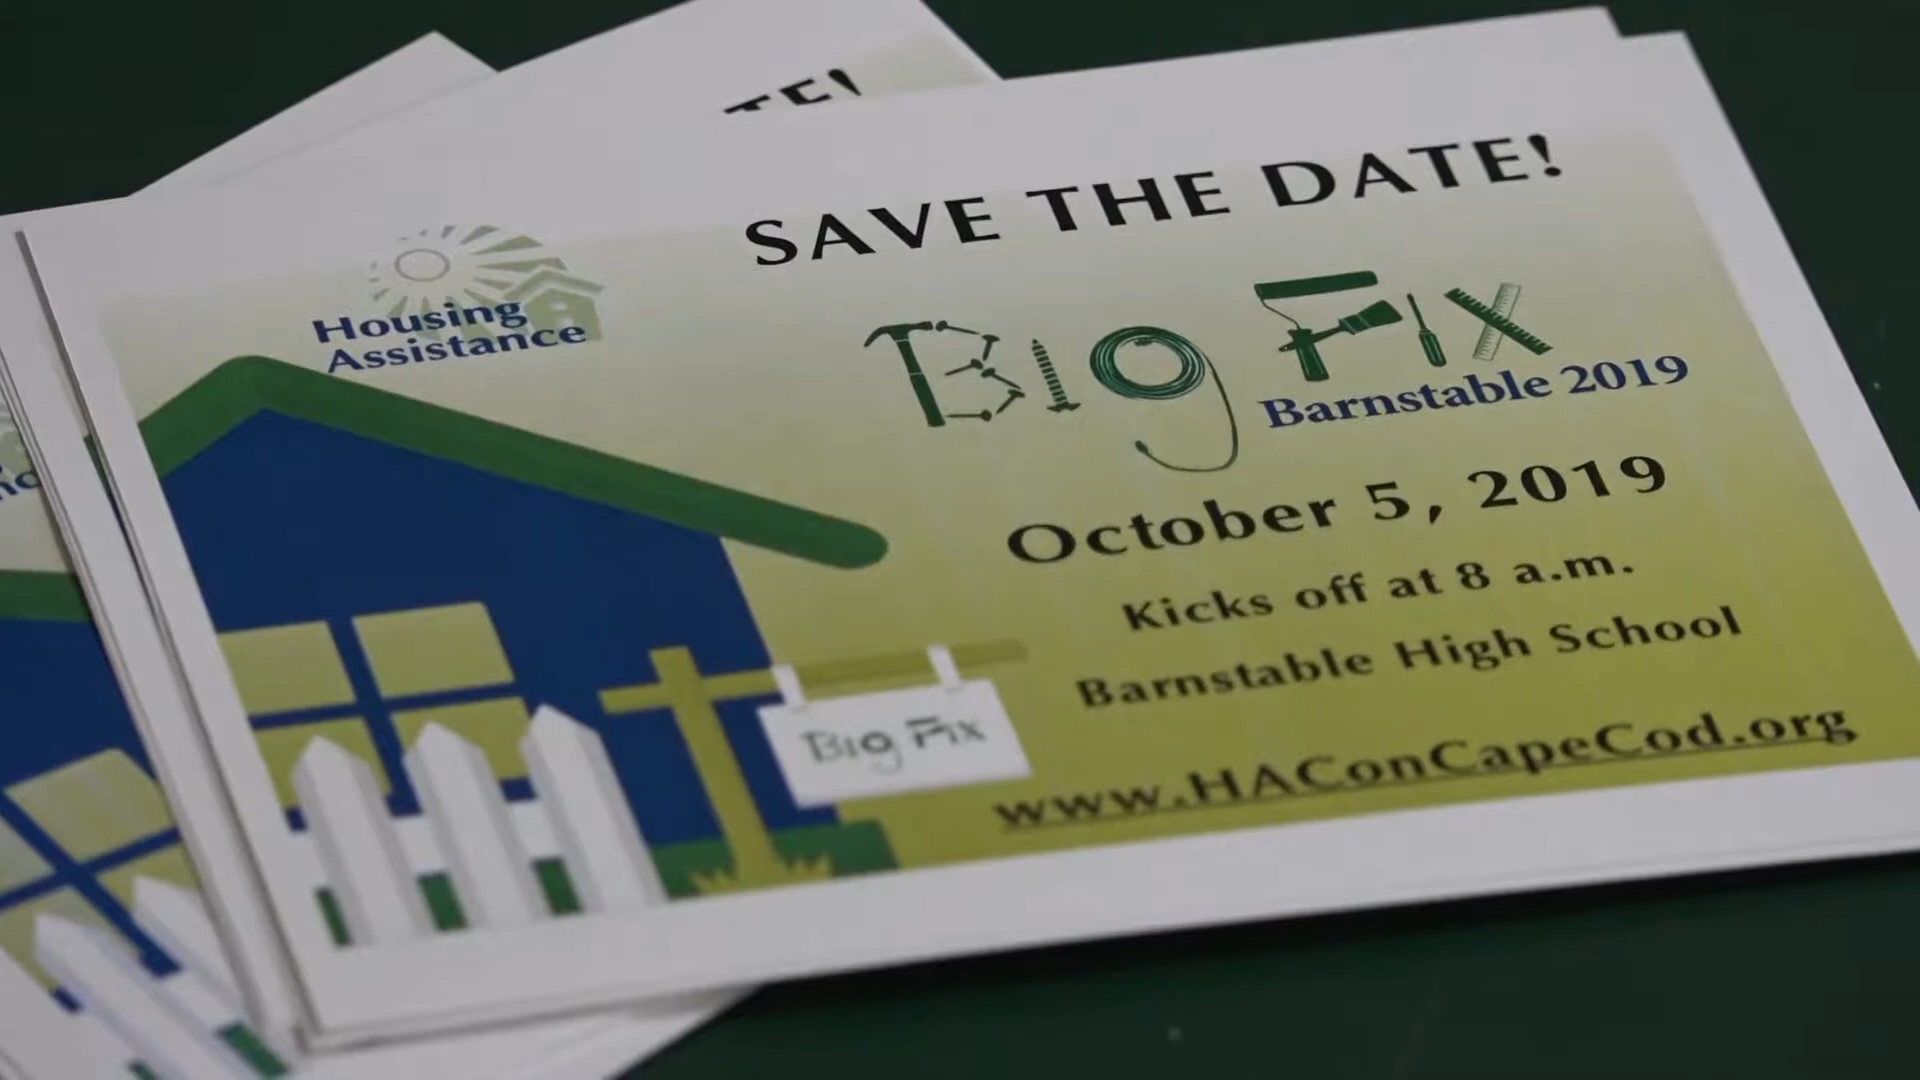 TE!
SAVE THE DATE!
Housing
Assistance
Big Fix
Barnstable 2019
October 5, 2019
Kicks off at 8 a.m.
Barnstable High School
www.HAConCapeCod.org
Big Fix